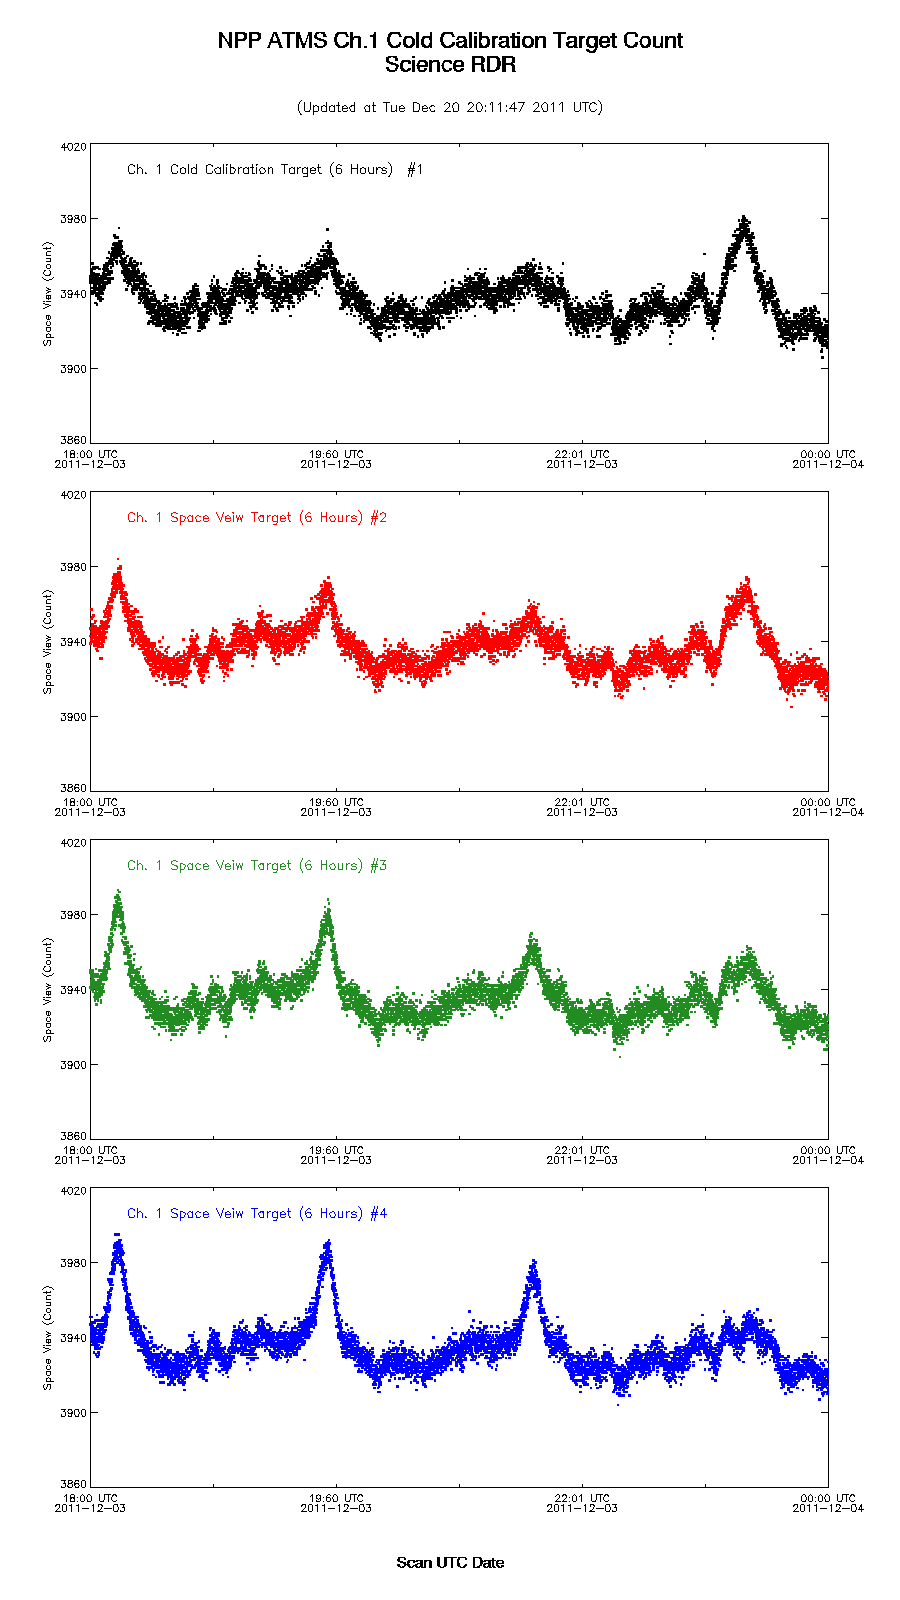 NPP ATMS Ch.1 Cold Calibration Target Count
Science RDR
(Updated at Tue Dec 20 20:11:47 2011 UTC)
Ch. 1 Cold Calibration Target (6 Hours) #1
Space View (Count)
4020
3980
3940
3900
3860
18:00 UTC 19:60 UTC 22:01 UTC 00:00 UTC
2011-12-03 2011-12-03 2011-12-03 2011-12-04
Ch. 1 Space Veiw Target (6 Hours) #2
Space View (Count)
4020
3980
3940
3900
3860
18:00 UTC 19:60 UTC 22:01 UTC 00:00 UTC
2011-12-03 2011-12-03 2011-12-03 2011-12-04
Ch. 1 Space Veiw Target (6 Hours) #3
Space View (Count)
4020
3980
3940
3900
3860
18:00 UTC 19:60 UTC 22:01 UTC 00:00 UTC
2011-12-03 2011-12-03 2011-12-03 2011-12-04
Ch. 1 Space Veiw Target (6 Hours) #4
Space View (Count)
4020
3980
3940
3900
3860
18:00 UTC 19:60 UTC 22:01 UTC 00:00 UTC
2011-12-03 2011-12-03 2011-12-03 2011-12-04
Scan UTC Date